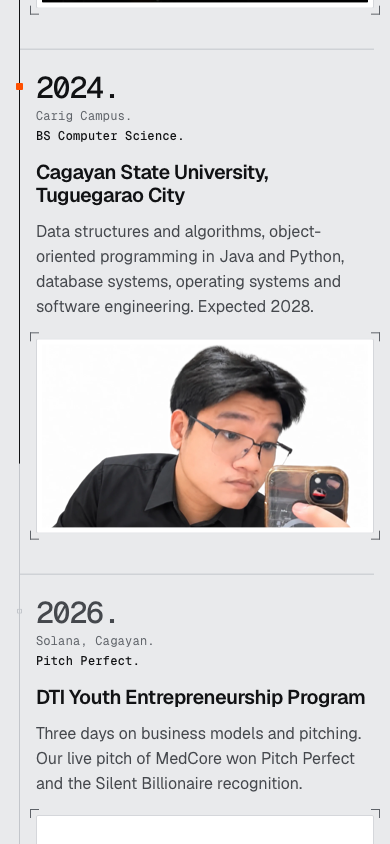 2024.
Carig Campus.
BS Computer Science.
Cagayan State University,
Tuguegarao City
Data structures and algorithms, object-
oriented programming in Java and Python,
database systems, operating systems and
software engineering. Expected 2028.
2026.
Solana, Cagayan.
Pitch Perfect.
DTI Youth Entrepreneurship Program
Three days on business models and pitching.
Our live pitch of MedCore won Pitch Perfect
and the Silent Billionaire recognition.